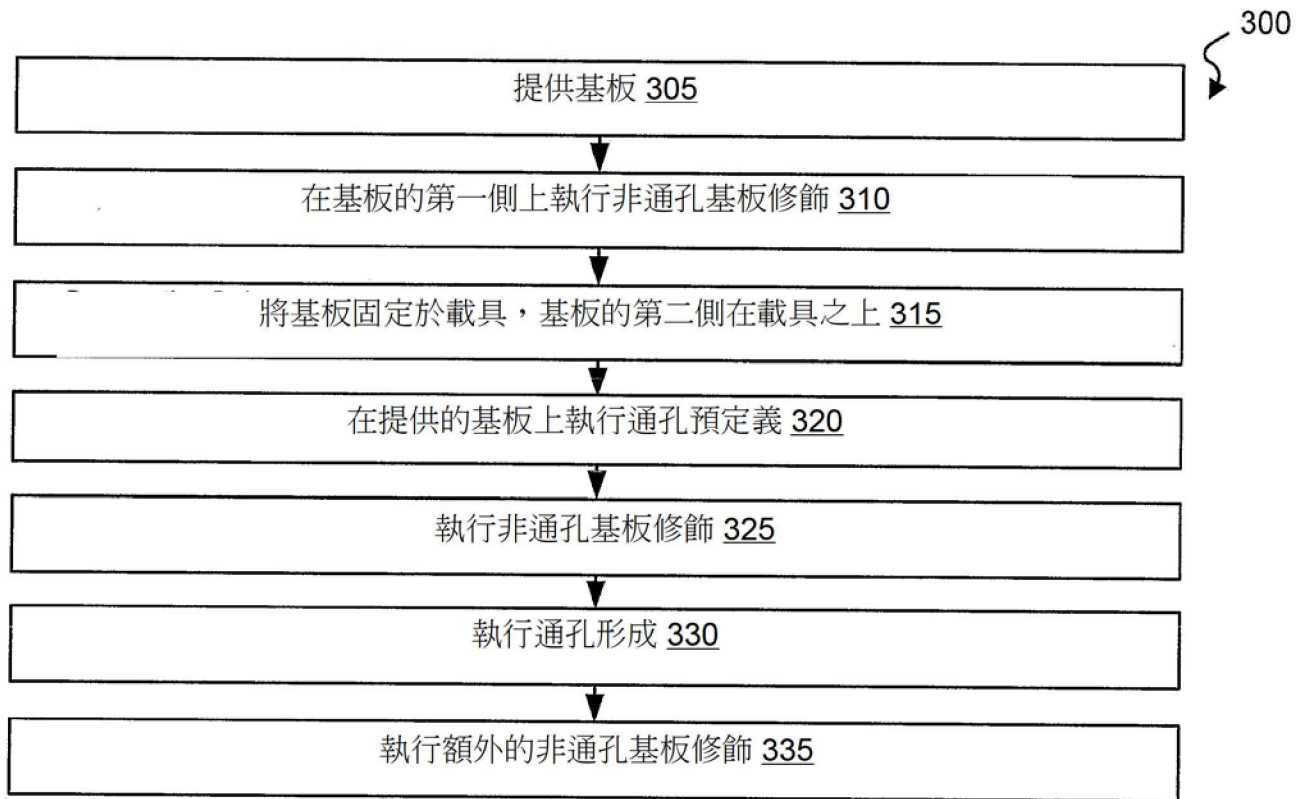 300
提供基板 305
在基板的第一側上執行非通孔基板修飾 310
將基板固定於載具，基板的第二側在載具之上 315
在提供的基板上執行通孔預定義 320
執行非通孔基板修飾 325
執行通孔形成 330
執行額外的非通孔基板修飾 335